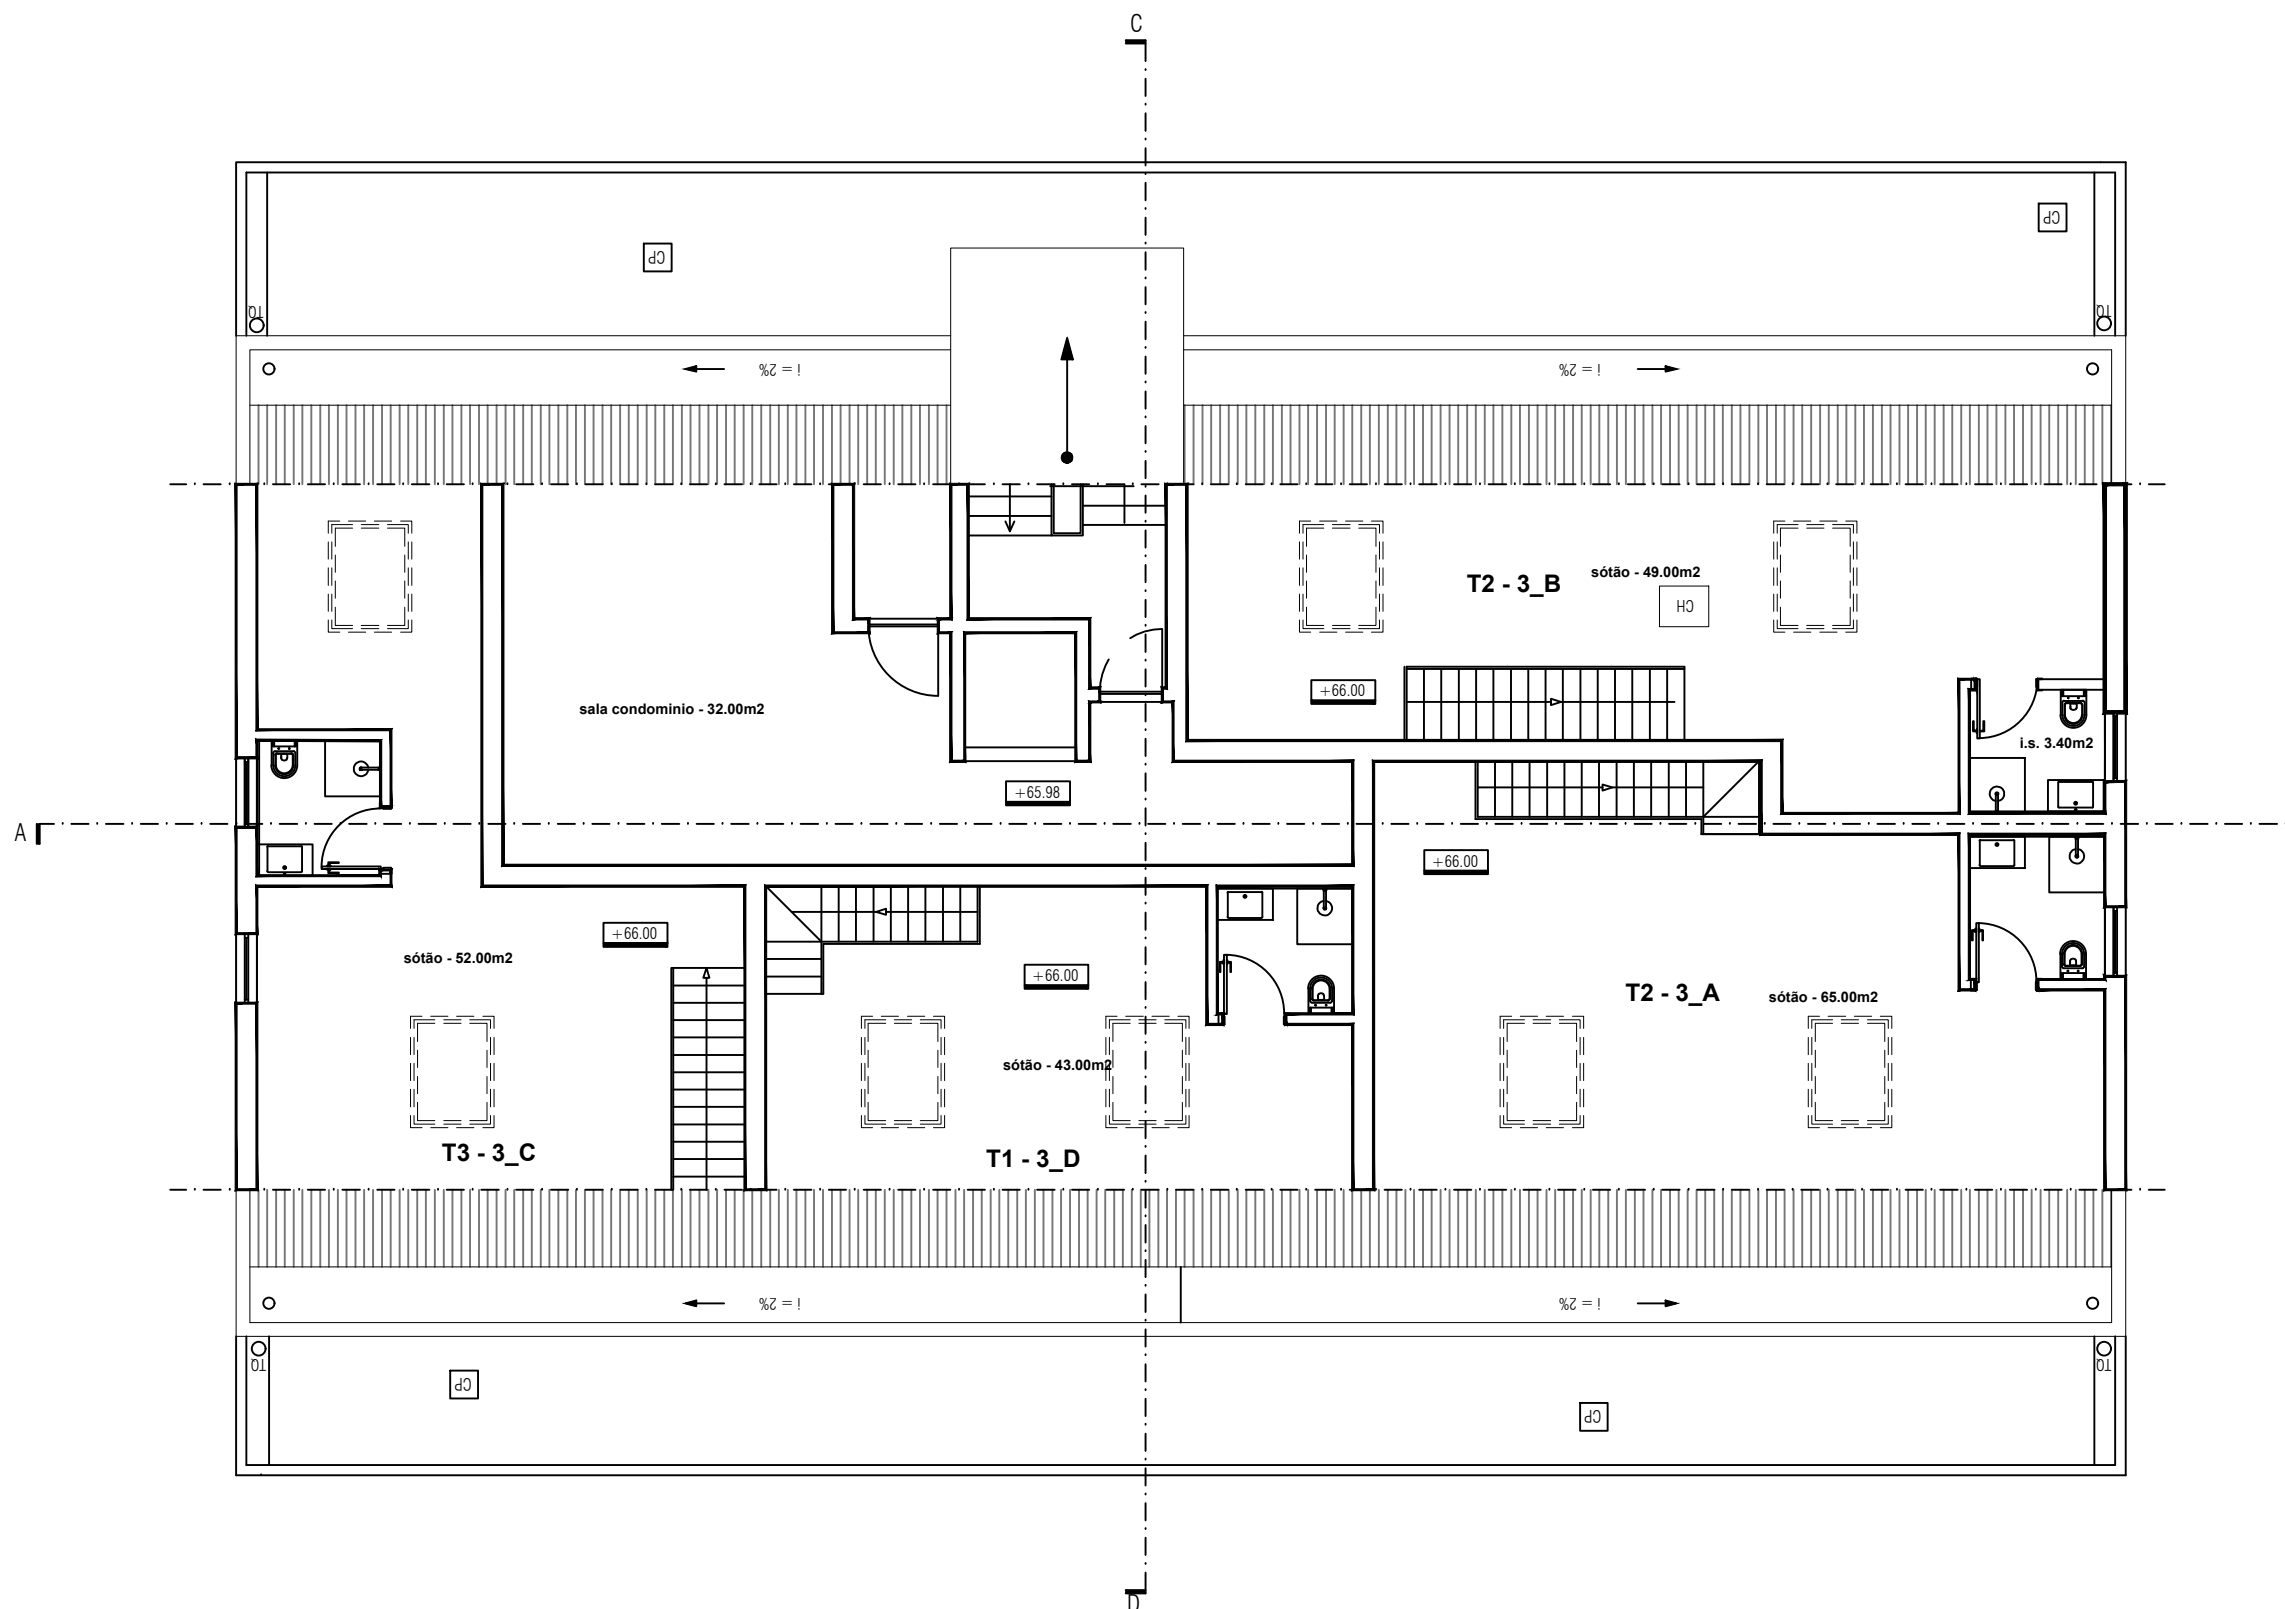 C
CP
CP
TQ
TQ
i = 2%
i = 2%
T2 - 3_B
sótão - 49.00m2
CH
+66.00
sala condominio - 32.00m2
i.s. 3.40m2
+65.98
A
+66.00
+66.00
sótão - 52.00m2
+66.00
T2 - 3_A
sótão - 65.00m2
sótão - 43.00m2
T3 - 3_C
T1 - 3_D
i = 2%
i = 2%
TQ
TQ
CP
CP
D